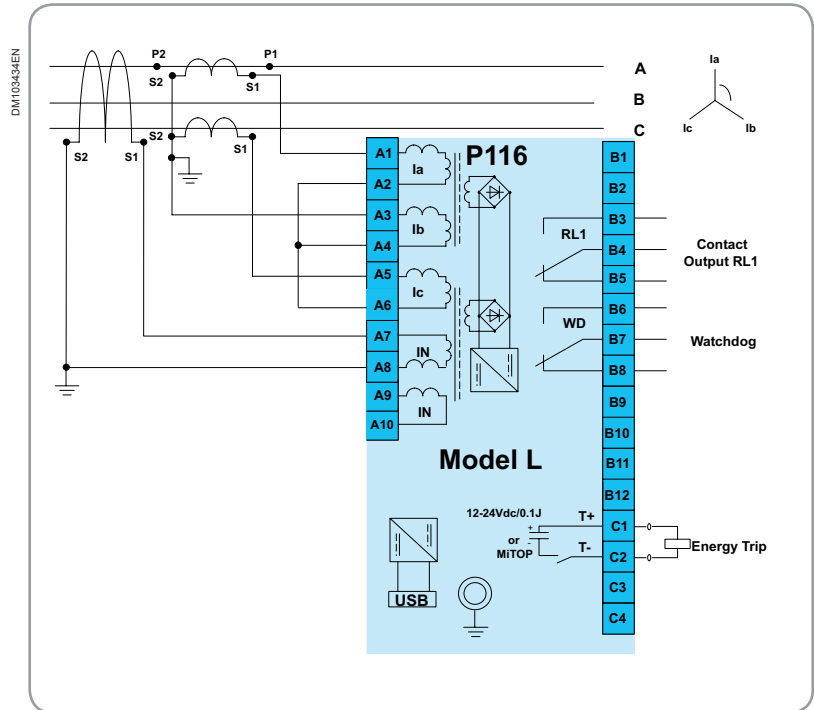 DM103434EN
P2
P1
S2
S1
A
B
C
S2
S1
S2
S1
Ia
Ic
Ib
P116
Model L
A1
A2
A3
A4
A5
A6
A7
A8
A9
A10
Ia
Ib
Ic
IN
IN
B1
B2
B3
B4
B5
B6
B7
B8
B9
B10
B11
B12
C1
C2
C3
C4
RL1
WD
Contact
Output RL1
Watchdog
12-24Vdc/0.1J
+
or
-
MiTOP
T+
T-
Energy Trip
USB